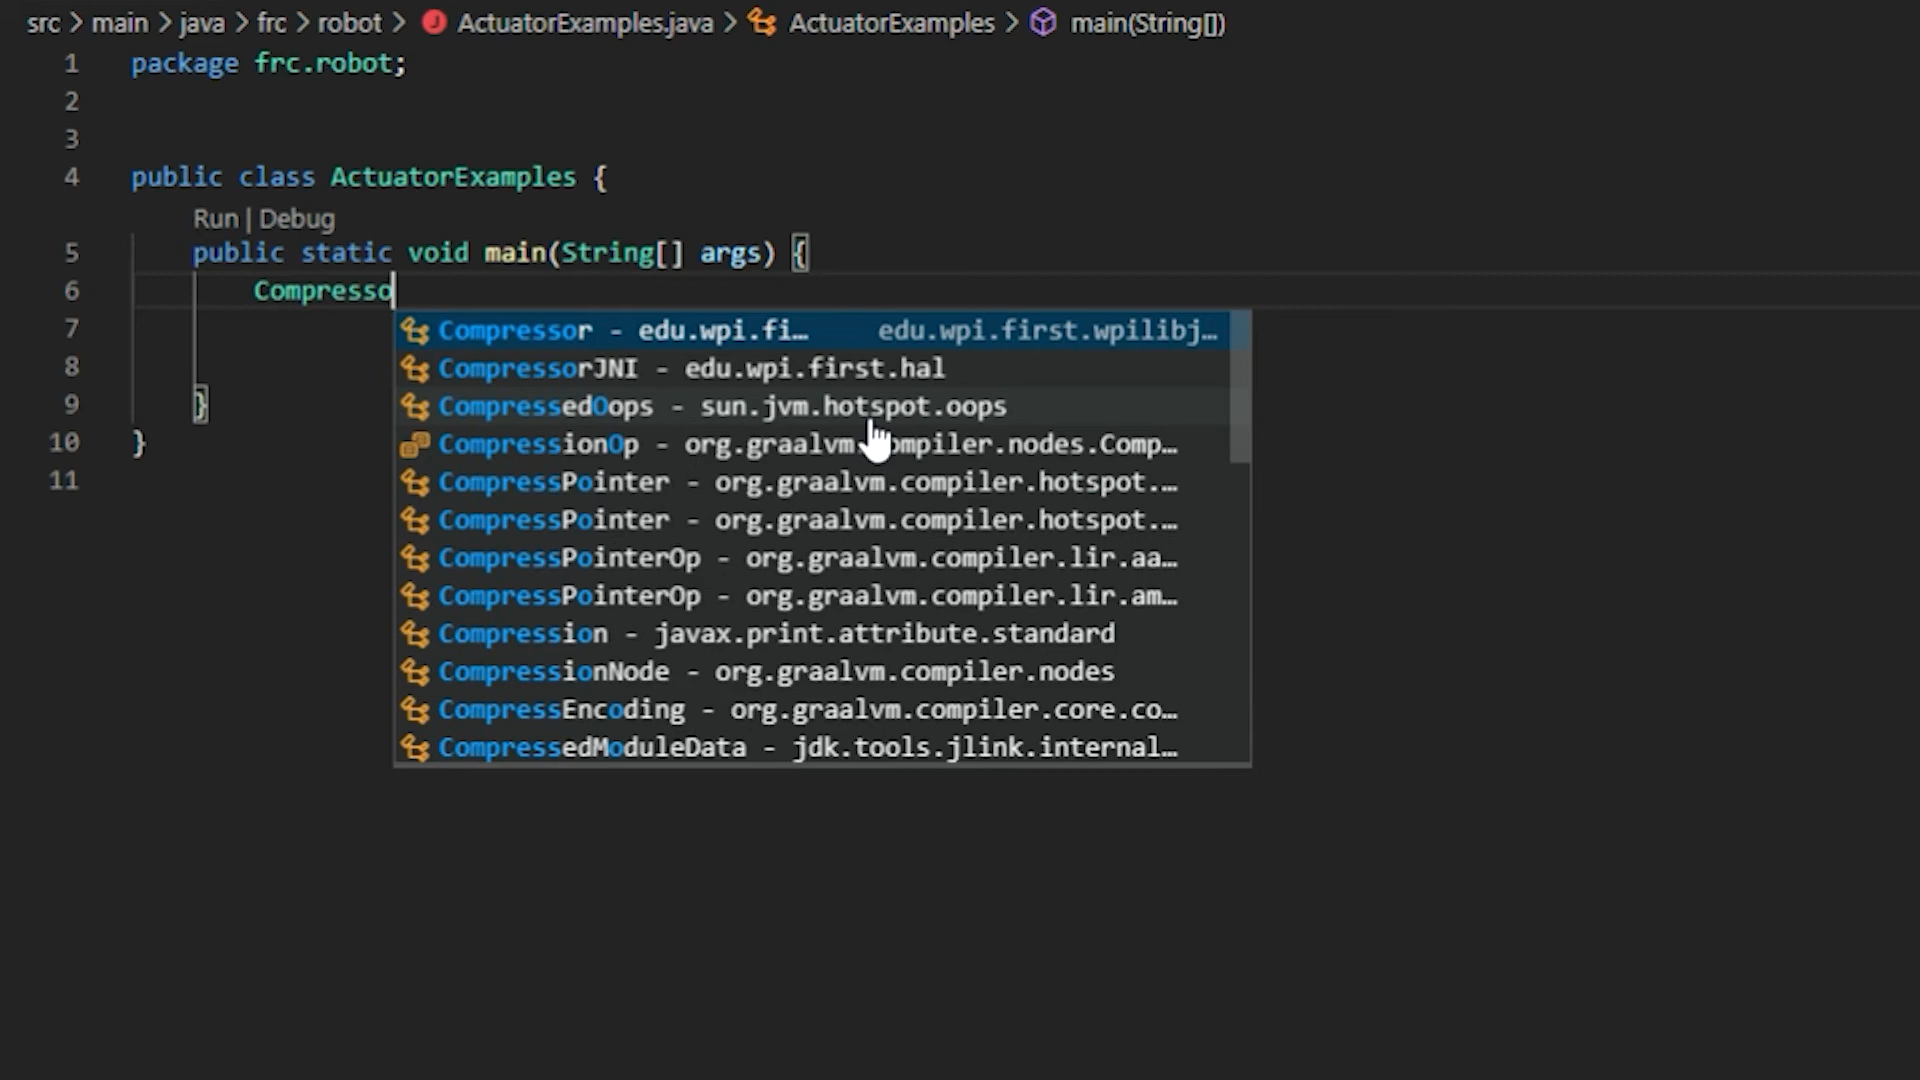 src > main > java > frc > robot > J ActuatorExamples.java > ActuatorExamples > main(String[])
1 package frc.robot;
2
3
4 public class ActuatorExamples {
Run | Debug
5 public static void main(String[] args) {
6 Compresso
7
8
9 }
10 }
11
Compressor - edu.wpi.fi… edu.wpi.first.wpilibj…
CompressorJNI - edu.wpi.first.hal
CompressedOops - sun.jvm.hotspot.oops
CompressionOp - org.graalvm.compiler.nodes.Comp…
CompressPointer - org.graalvm.compiler.hotspot.…
CompressPointer - org.graalvm.compiler.hotspot.…
CompressPointerOp - org.graalvm.compiler.lir.aa…
CompressPointerOp - org.graalvm.compiler.lir.am…
Compression - javax.print.attribute.standard
CompressionNode - org.graalvm.compiler.nodes
CompressEncoding - org.graalvm.compiler.core.co…
CompressedModuleData - jdk.tools.jlink.internal…